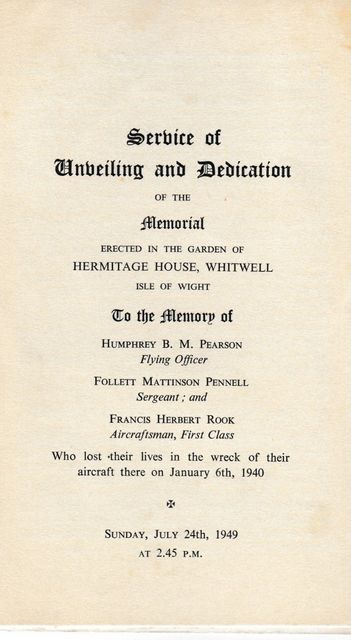 Service of
Unveiling and Dedication
OF THE
Memorial
ERECTED IN THE GARDEN OF
HERMITAGE HOUSE, WHITWELL
ISLE OF WIGHT
To the Memory of
HUMPHREY B. M. PEARSON
Flying Officer
FOLLETT MATTINSON PENNELL
Sergeant ; and
FRANCIS HERBERT ROOK
Aircraftsman, First Class
Who lost their lives in the wreck of their
aircraft there on January 6th, 1940
✠
SUNDAY, JULY 24th, 1949
AT 2.45 P.M.